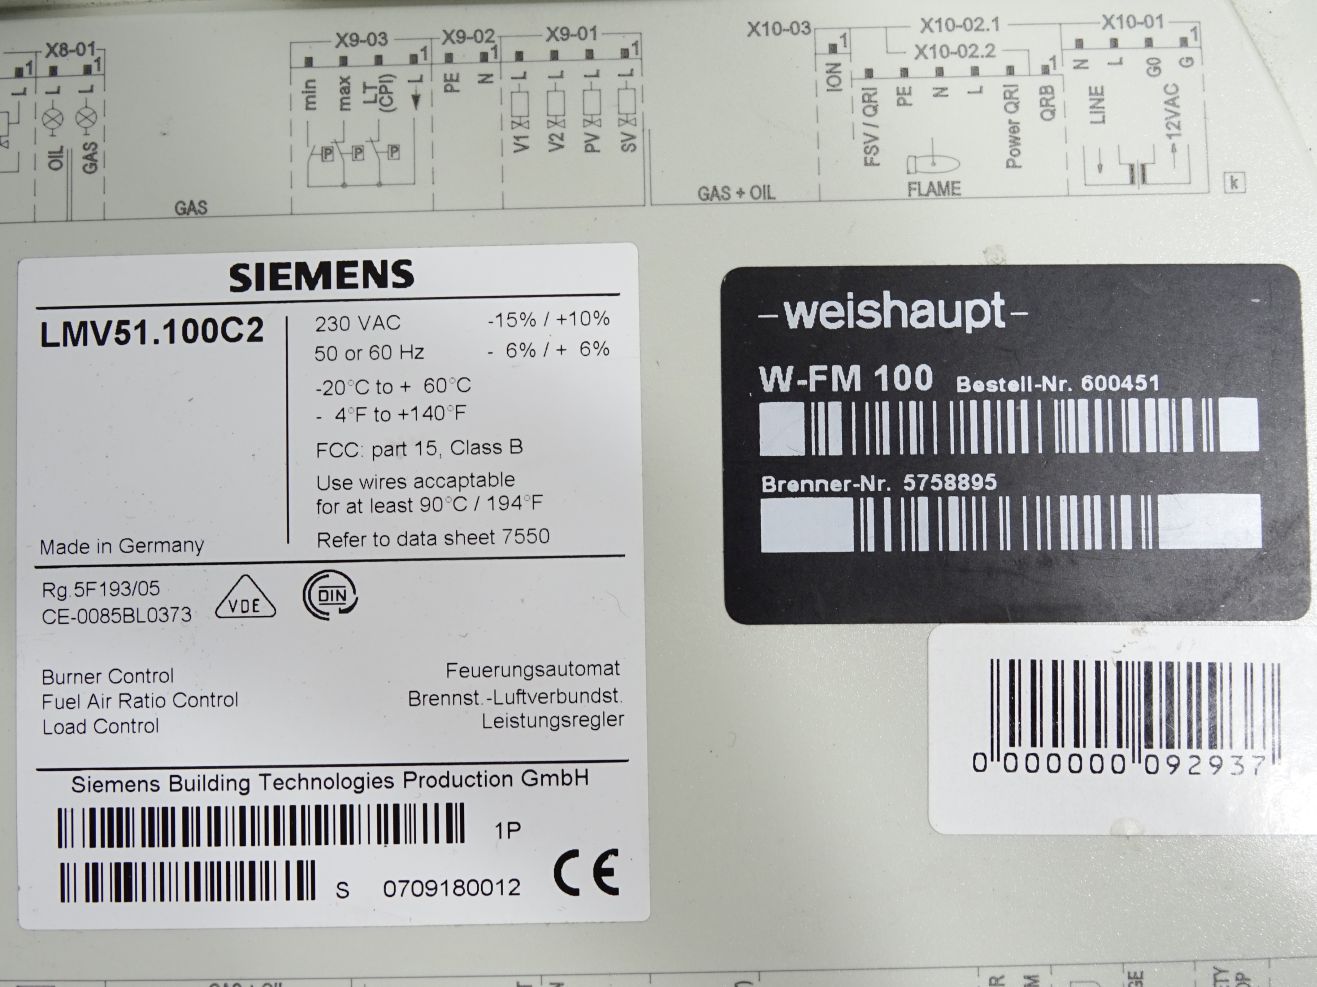 X8-01
1
1
L
L
L
OIL
GAS
GAS
X9-03
1
min
max
LT
(CPI)
L
P
P
P
X9-02
1
PE
N
X9-01
1
L
L
L
L
V1
V2
PV
SV
GAS + OIL
X10-03
1
ION
X10-02.1
X10-02.2
1
FSV / QRI
PE
N
L
Power QRI
QRB
FLAME
X10-01
1
N
L
G0
G
LINE
12VAC
k
SIEMENS
LMV51.100C2
230 VAC -15% / +10%
50 or 60 Hz - 6% / + 6%
-20°C to + 60°C
- 4°F to +140°F
FCC: part 15, Class B
Use wires acaptable
for at least 90°C / 194°F
Refer to data sheet 7550
Made in Germany
Rg.5F193/05
CE-0085BL0373
VDE
DIN
Burner Control Feuerungsautomat
Fuel Air Ratio Control Brennst.-Luftverbundst.
Load Control Leistungsregler
Siemens Building Technologies Production GmbH
1P
S 0709180012
CE
-weishaupt-
W-FM 100 Bestell-Nr. 600451
Brenner-Nr. 5758895
0 000000 092937